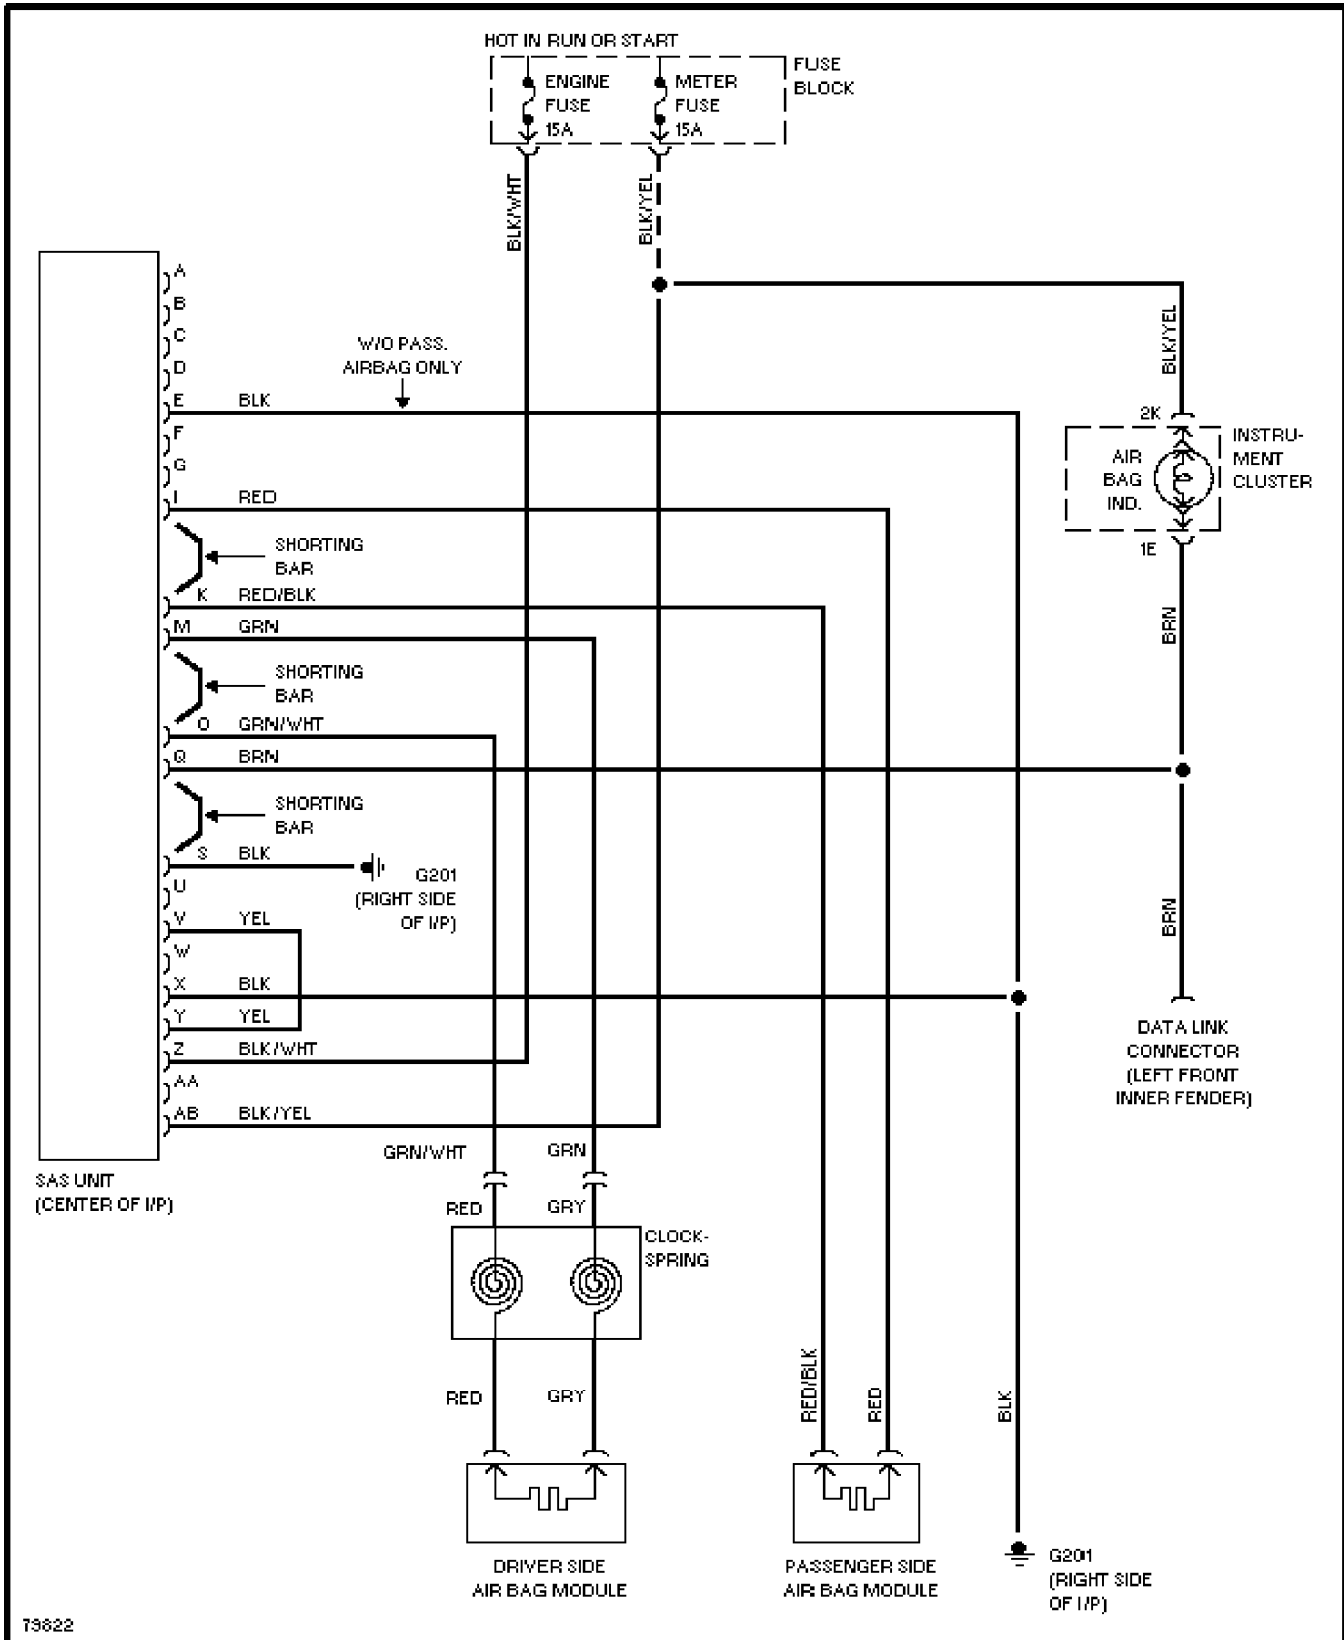 HOT IN RUN OR START
FUSE
BLOCK
ENGINE
FUSE
15A
METER
FUSE
15A
BLK/WHT
BLK/YEL
A
B
C
D
W/O PASS.
AIRBAG ONLY
E BLK
F
G
I RED
SHORTING
BAR
K RED/BLK
M GRN
SHORTING
BAR
O GRN/WHT
Q BRN
SHORTING
BAR
S BLK
G201
(RIGHT SIDE
OF I/P)
U
V YEL
W
X BLK
Y YEL
Z BLK/WHT
AA
AB BLK/YEL
SAS UNIT
(CENTER OF I/P)
BLK/YEL
2K
AIR
BAG
IND.
INSTRU-
MENT
CLUSTER
1E
BRN
BRN
DATA LINK
CONNECTOR
(LEFT FRONT
INNER FENDER)
GRN/WHT GRN
RED GRY
CLOCK-
SPRING
RED GRY
RED/BLK
RED
BLK
DRIVER SIDE
AIR BAG MODULE
PASSENGER SIDE
AIR BAG MODULE
G201
(RIGHT SIDE
OF I/P)
79822